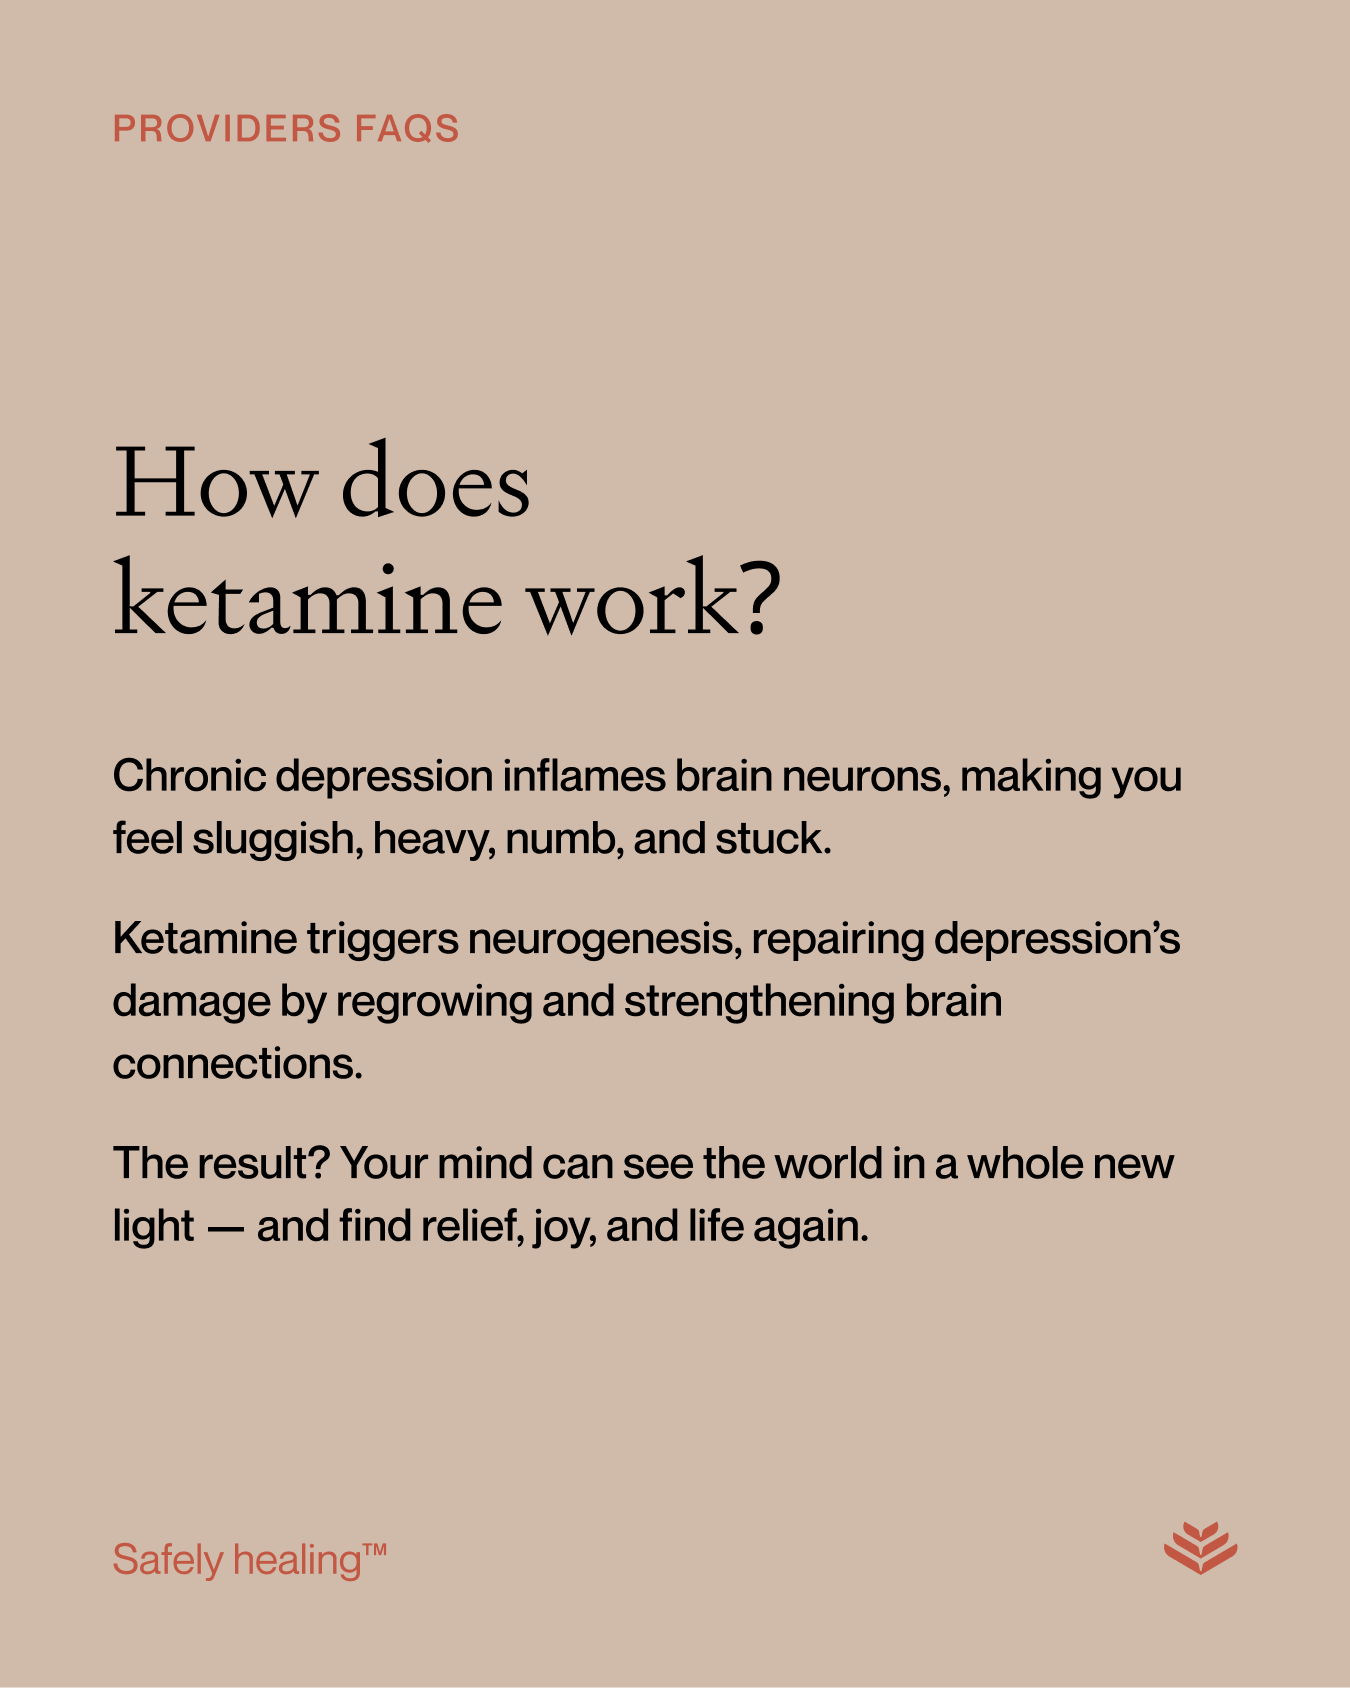 PROVIDERS FAQS
How does
ketamine work?
Chronic depression inflames brain neurons, making you
feel sluggish, heavy, numb, and stuck.
Ketamine triggers neurogenesis, repairing depression’s
damage by regrowing and strengthening brain
connections.
The result? Your mind can see the world in a whole new
light — and find relief, joy, and life again.
Safely healing™